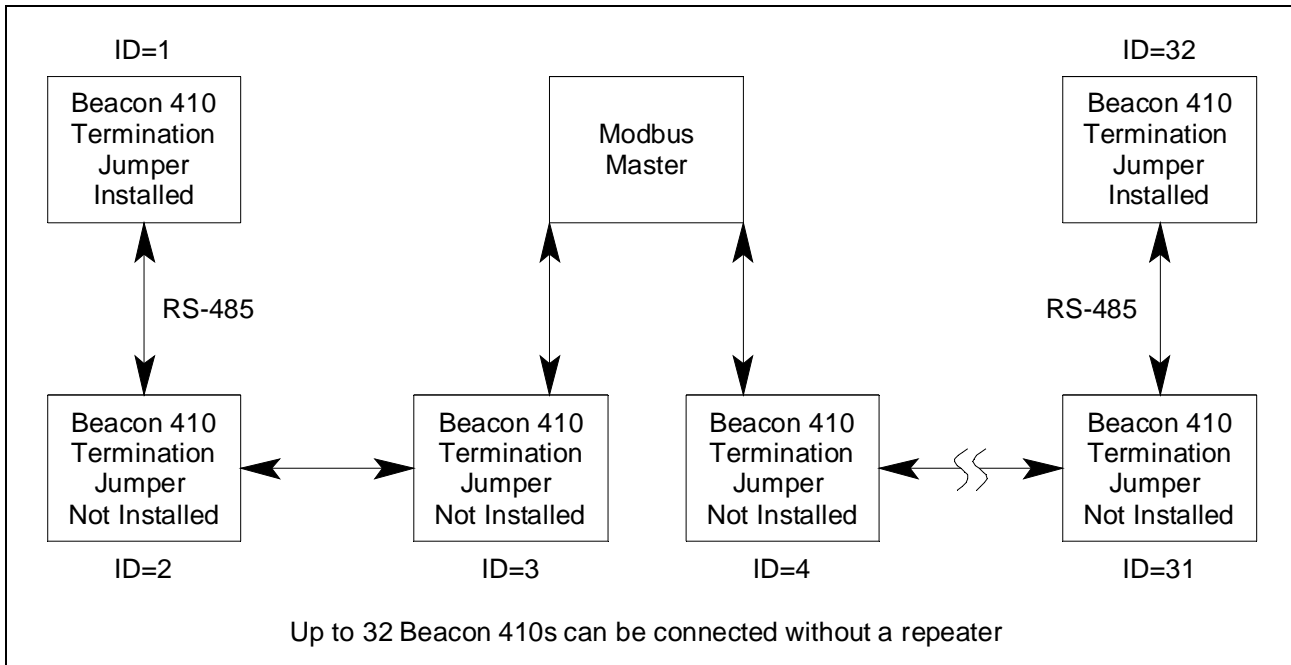 ID=1
Beacon 410
Termination
Jumper
Installed
Modbus
Master
ID=32
Beacon 410
Termination
Jumper
Installed
RS-485
RS-485
Beacon 410
Termination
Jumper
Not Installed
ID=2
Beacon 410
Termination
Jumper
Not Installed
ID=3
Beacon 410
Termination
Jumper
Not Installed
ID=4
Beacon 410
Termination
Jumper
Not Installed
ID=31
Up to 32 Beacon 410s can be connected without a repeater